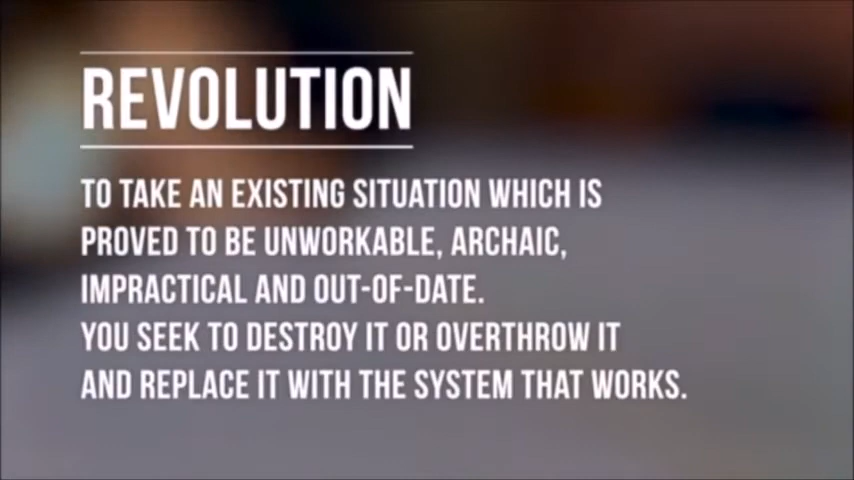 REVOLUTION
TO TAKE AN EXISTING SITUATION WHICH IS
PROVED TO BE UNWORKABLE, ARCHAIC,
IMPRACTICAL AND OUT-OF-DATE.
YOU SEEK TO DESTROY IT OR OVERTHROW IT
AND REPLACE IT WITH THE SYSTEM THAT WORKS.